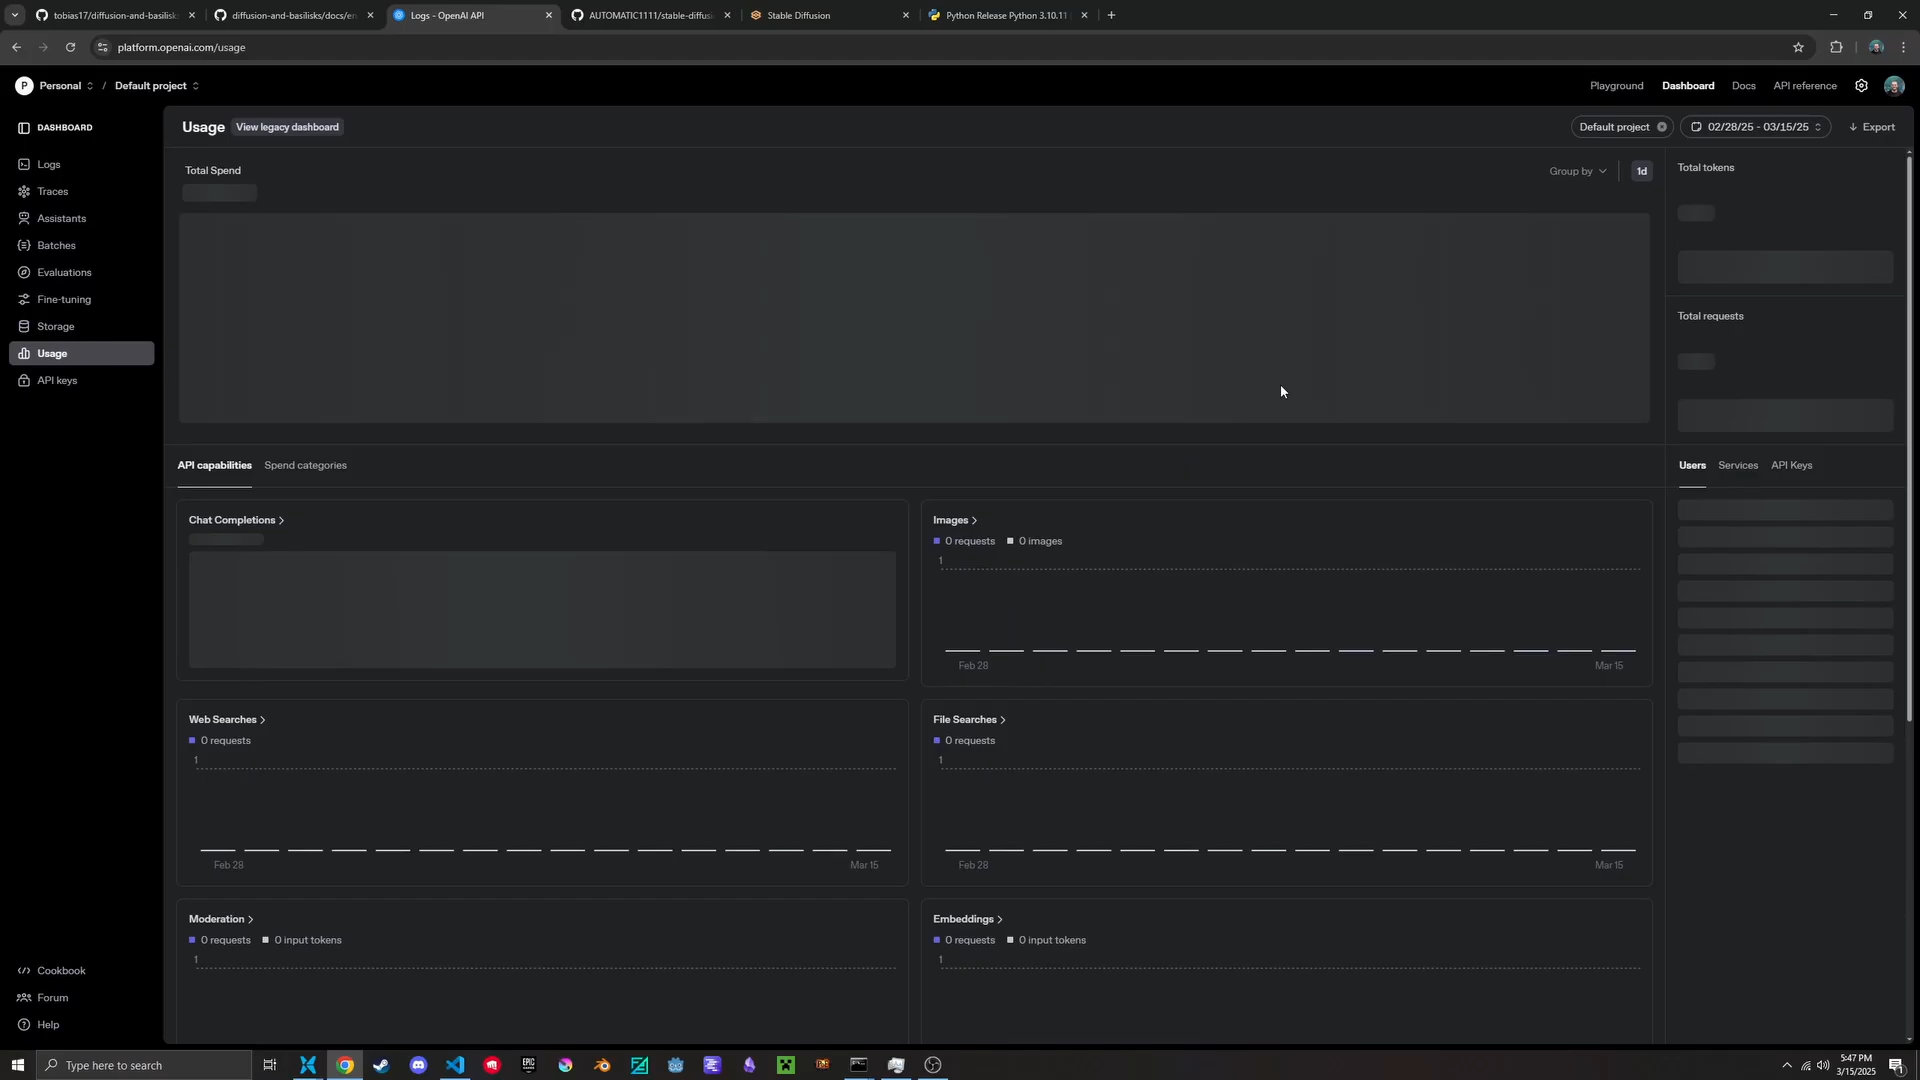 tobias17/diffusion-and-basilisks
diffusion-and-basilisks/docs/en
Logs - OpenAI API
AUTOMATIC1111/stable-diffusi
Stable Diffusion
Python Release Python 3.10.11
platform.openai.com/usage
P Personal / Default project
Playground
Dashboard
Docs
API reference
DASHBOARD
Logs
Traces
Assistants
Batches
Evaluations
Fine-tuning
Storage
Usage
API keys
Cookbook
Forum
Help
Usage
View legacy dashboard
Default project
02/28/25 - 03/15/25
Export
Total Spend
Group by
1d
Total tokens
Total requests
API capabilities
Spend categories
Users
Services
API Keys
Chat Completions
Images
0 requests
0 images
1
Feb 28
Mar 15
Web Searches
0 requests
1
Feb 28
Mar 15
File Searches
0 requests
1
Feb 28
Mar 15
Moderation
0 requests
0 input tokens
1
Embeddings
0 requests
0 input tokens
1
Type here to search
EPIC
5:47 PM
3/15/2025
1